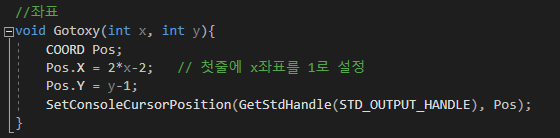 //좌표
void Gotoxy(int x, int y){
COORD Pos;
Pos.X = 2*x-2; // 첫줄에 x좌표를 1로 설정
Pos.Y = y-1;
SetConsoleCursorPosition(GetStdHandle(STD_OUTPUT_HANDLE), Pos);
}